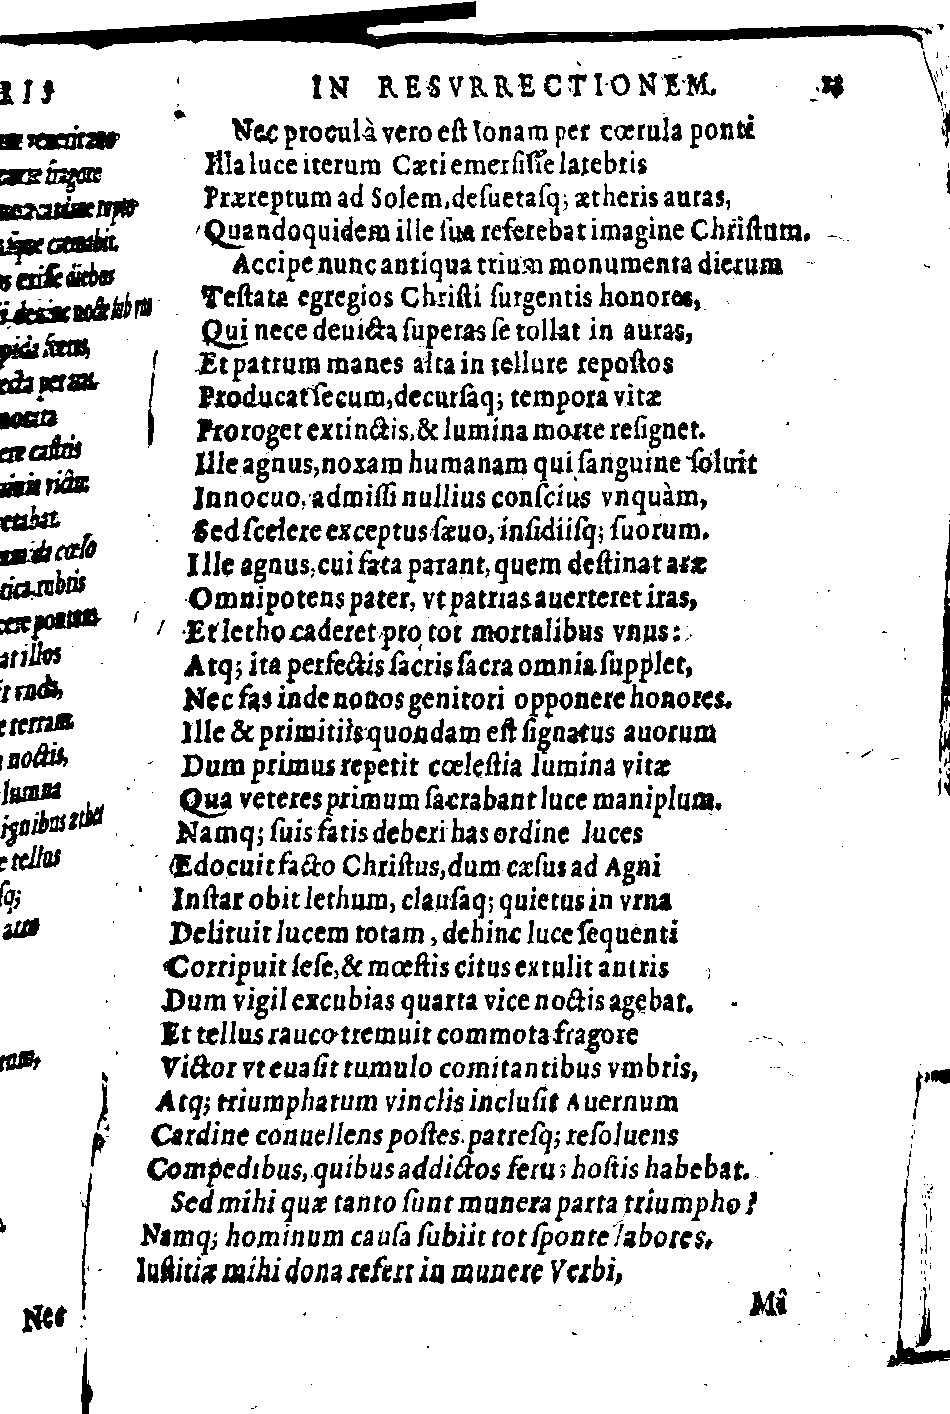 IN RESVRRECTIONEM.
Nec procul à vero est Ionam per cœrula ponti
Illa luce iterum Cæti emersisse latebris
Præreptum ad Solem, desuetasq; ætheris auras,
Quandoquidem ille sua referebat imagine Christum.
Accipe nunc antiqua trium monumenta dierum
Testata egregios Christi surgentis honores,
Qui nece deuicta superas se tollat in auras,
Et patrum manes alta in tellure repostos
Producat secum, decursaq; tempora vitæ
Proroget extinctis, & lumina morte resignet.
Ille agnus, noxam humanam qui sanguine soluit
Innocuo, admissi nullius conscius vnquàm,
Sed scelere exceptus sæuo, insidiisq; suorum.
Ille agnus, cui fata parant, quem destinat aræ
Omnipotens pater, vt patrias auerteret iras,
Et letho caderet pro tot mortalibus vnus:
Atq; ita perfectis sacris sacra omnia supplet,
Nec fas inde nouos genitori opponere honores.
Ille & primitiis quondam est signatus auorum
Dum primus repetit cœlestia lumina vitæ
Qua veteres primum sacrabant luce maniplum.
Namq; suis fatis deberi has ordine luces
Edocuit facto Christus, dum cæsus ad Agni
Instar obit lethum, clausaq; quietus in vrna
Delituit lucem totam, dehinc luce sequenti
Corripuit sese, & mœstis citus extulit antris
Dum vigil excubias quarta vice noctis agebat.
Et tellus rauco tremuit commota fragore
Victor vt euasit tumulo comitantibus vmbris,
Atq; triumphatum vinclis inclusit Auernum
Cardine conuellens postes. patresq; resoluens
Compedibus, quibus addictos ferus hostis habebat.
Sed mihi quæ tanto sunt munera parta triumpho?
Namq; hominum causa subiit tot sponte labores,
Iustitiæ mihi dona refert in munere Verbi,
Mâ
RIS
fragore
noctis,
lumna
ignibus
e tellus
sq;
Nec